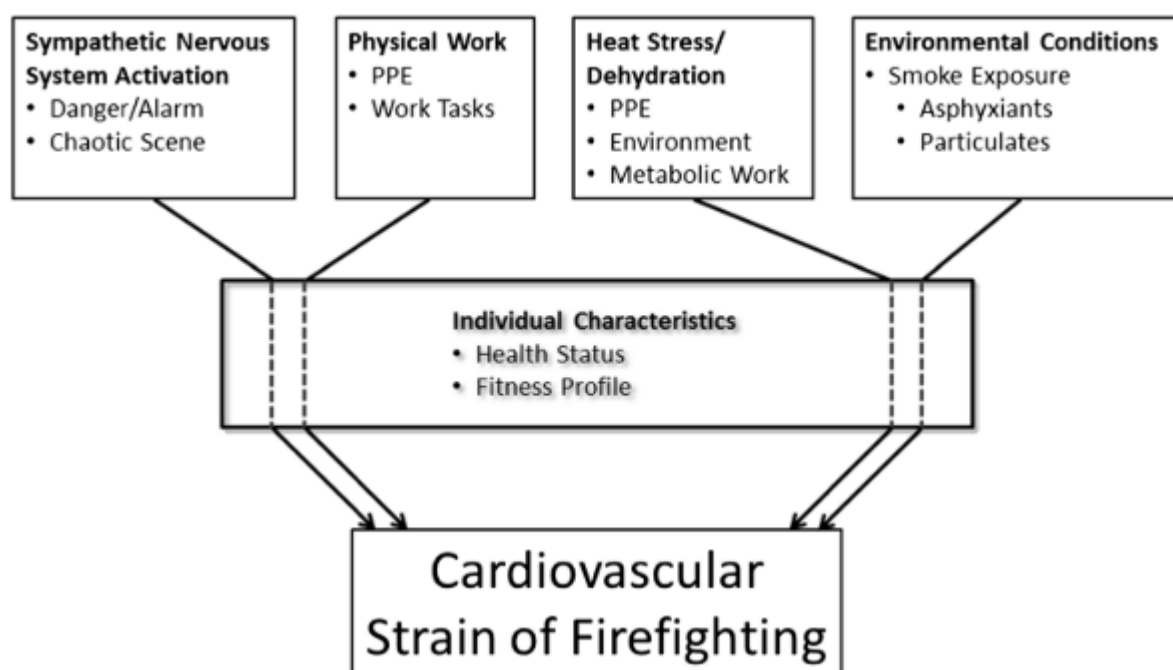 Sympathetic Nervous
System Activation
• Danger/Alarm
• Chaotic Scene
Physical Work
• PPE
• Work Tasks
Heat Stress/
Dehydration
• PPE
• Environment
• Metabolic Work
Environmental Conditions
• Smoke Exposure
• Asphyxiants
• Particulates
Individual Characteristics
• Health Status
• Fitness Profile
Cardiovascular
Strain of Firefighting